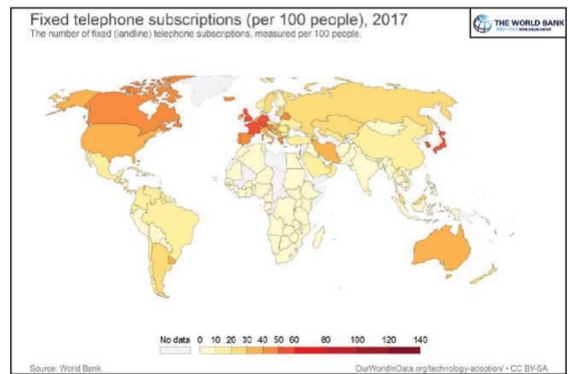 Fixed telephone subscriptions (per 100 people), 2017
The number of fixed (landline) telephone subscriptions, measured per 100 people.
THE WORLD BANK
No data 0 10 20 30 40 50 60 80 100 120 140
Source: World Bank
OurWorldInData.org/technology-adoption/ • CC BY-SA